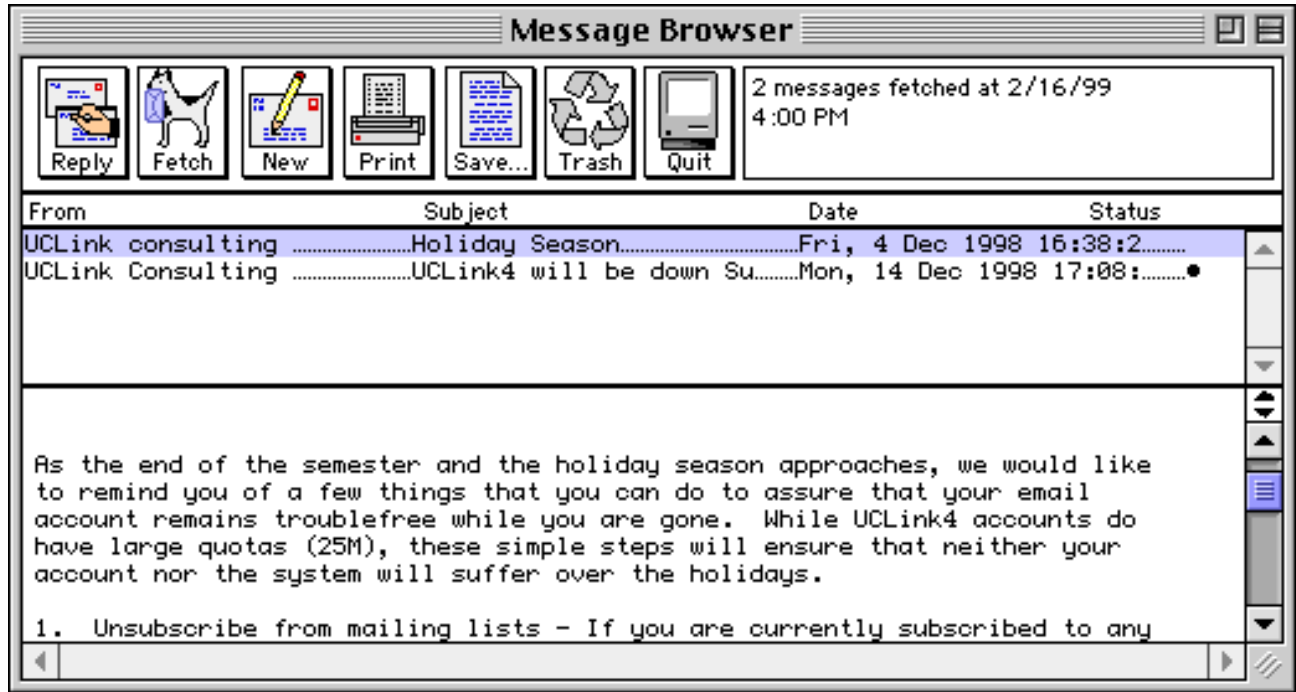 Message Browser
Reply Fetch New Print Save... Trash Quit
2 messages fetched at 2/16/99
4:00 PM
From Subject Date Status
UCLink consulting ..........Holiday Season..........Fri, 4 Dec 1998 16:38:2......
UCLink Consulting ..........UCLink4 will be down Su......Mon, 14 Dec 1998 17:08:......●
As the end of the semester and the holiday season approaches, we would like
to remind you of a few things that you can do to assure that your email
account remains troublefree while you are gone.  While UCLink4 accounts do
have large quotas (25M), these simple steps will ensure that neither your
account nor the system will suffer over the holidays.
1.  Unsubscribe from mailing lists - If you are currently subscribed to any